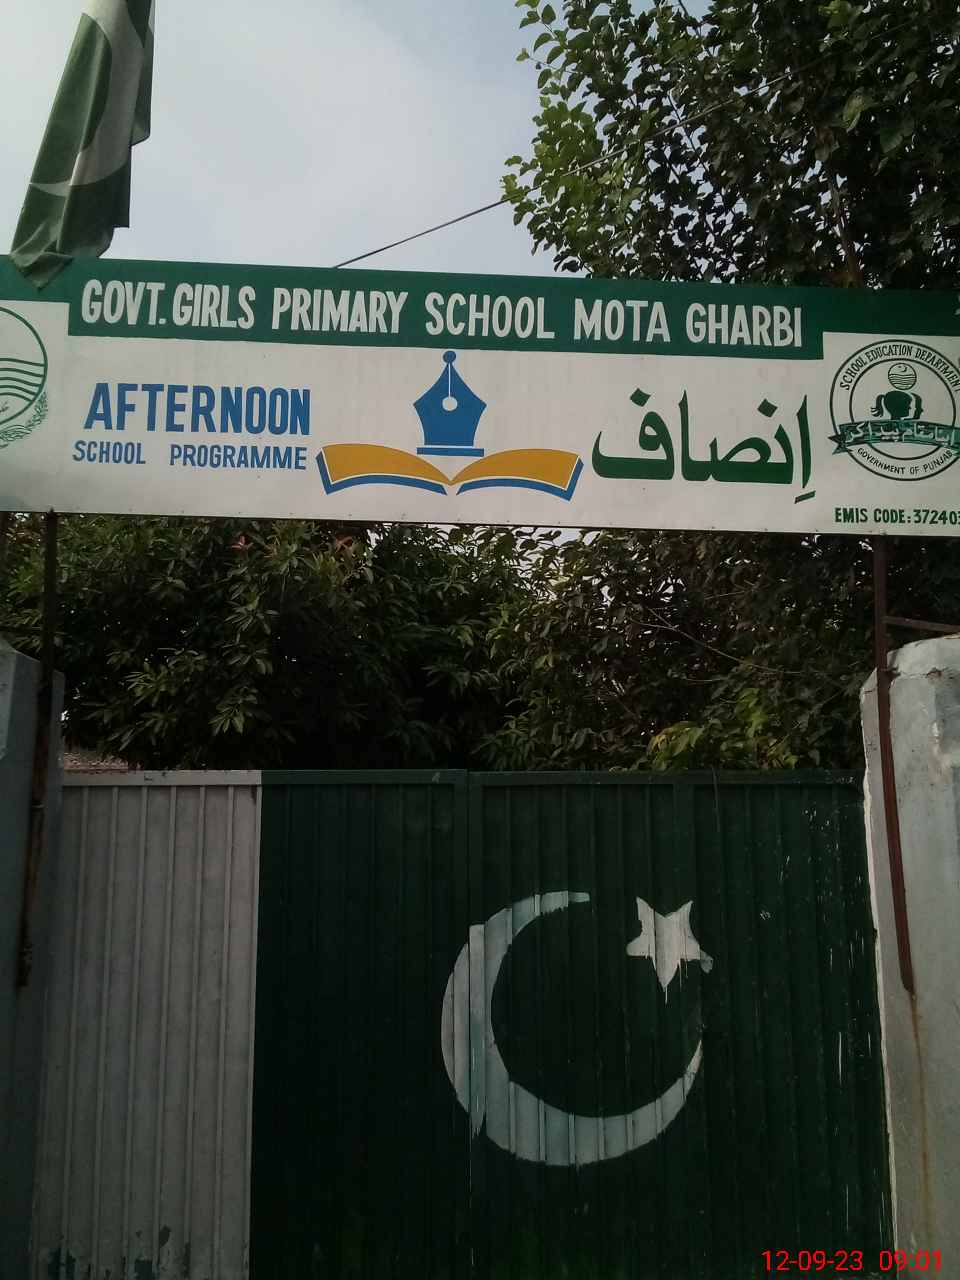 GOVT. GIRLS PRIMARY SCHOOL MOTA GHARBI
AFTERNOON
SCHOOL PROGRAMME
اِنصاف
SCHOOL EDUCATION DEPARTMENT
GOVERNMENT OF PUNJAB
EMIS CODE: 372403
12-09-23 09:01